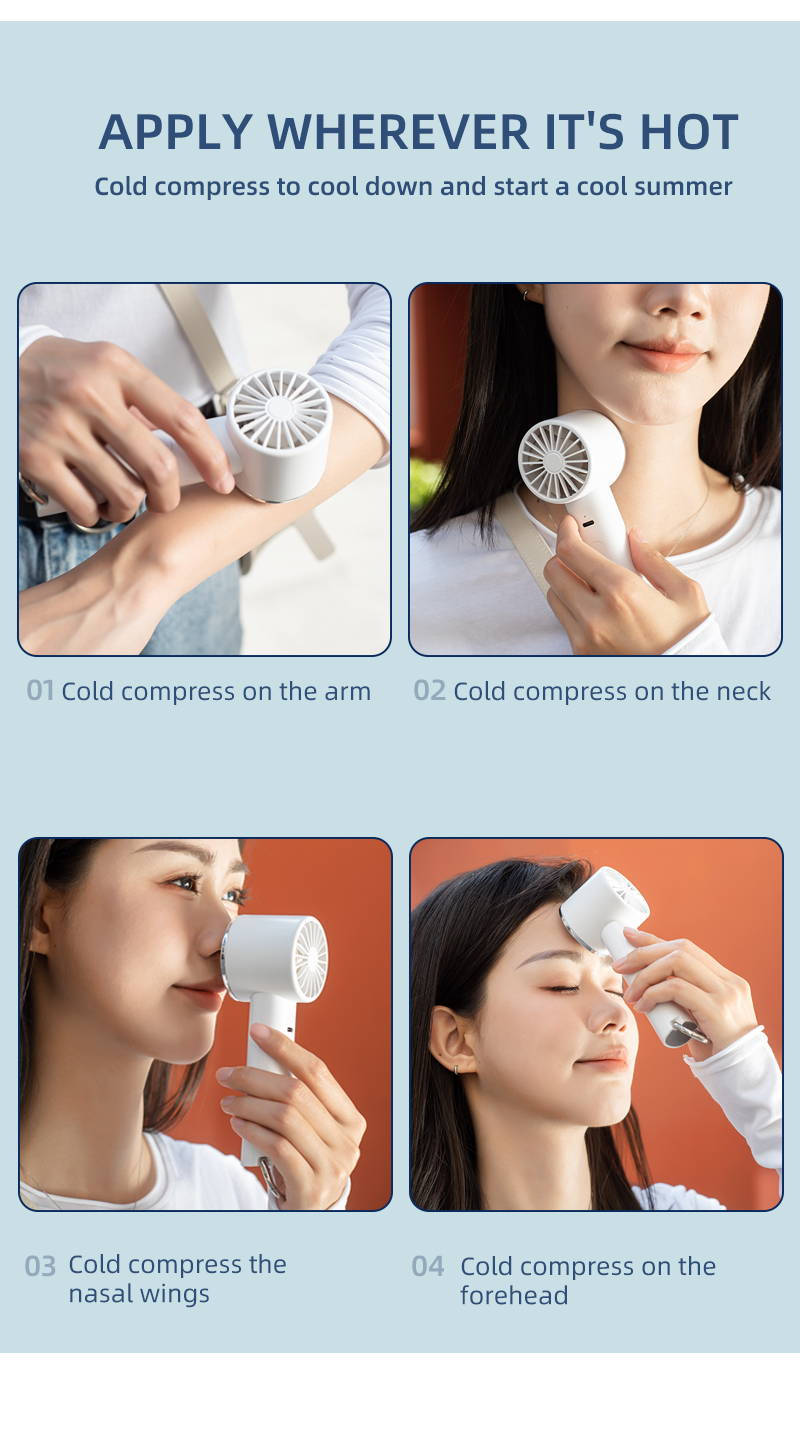 APPLY WHEREVER IT'S HOT
Cold compress to cool down and start a cool summer
01 Cold compress on the arm
02 Cold compress on the neck
03 Cold compress the
nasal wings
04 Cold compress on the
forehead